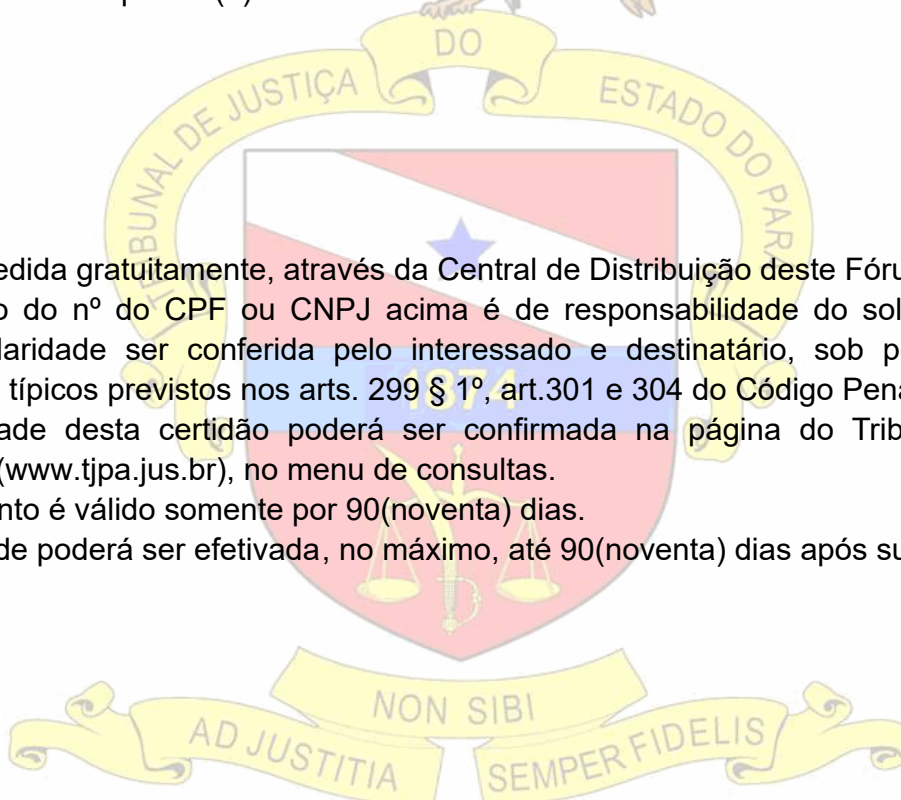 DO
TRIBUNAL DE JUSTIÇA
ESTADO DO PARÁ
edida gratuitamente, através da Central de Distribuição deste Fóru
o do nº do CPF ou CNPJ acima é de responsabilidade do sol
laridade ser conferida pelo interessado e destinatário, sob p
típicos previstos nos arts. 299 § 1º, art.301 e 304 do Código Pena
ade desta certidão poderá ser confirmada na página do Trib
(www.tjpa.jus.br), no menu de consultas.
nto é válido somente por 90(noventa) dias.
de poderá ser efetivada, no máximo, até 90(noventa) dias após su
1874
NON SIBI
AD JUSTITIA
SEMPER FIDELIS